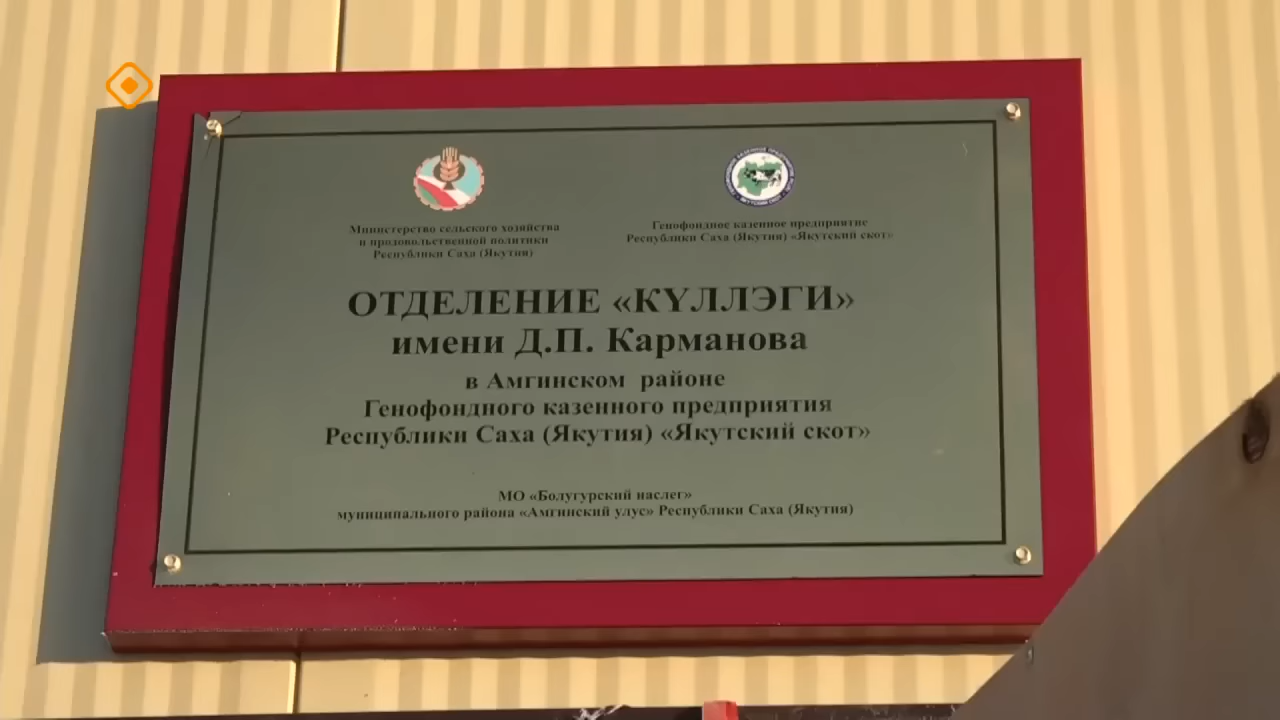 Министерство сельского хозяйства
и продовольственной политики
Республики Саха (Якутия)
Генофондное казенное предприятие
Республики Саха (Якутия) «Якутский скот»
ОТДЕЛЕНИЕ «КҮЛЛЭГИ»
имени Д.П. Карманова
в Амгинском районе
Генофондного казенного предприятия
Республики Саха (Якутия) «Якутский скот»
МО «Болугурский наслег»
муниципального района «Амгинский улус» Республики Саха (Якутия)